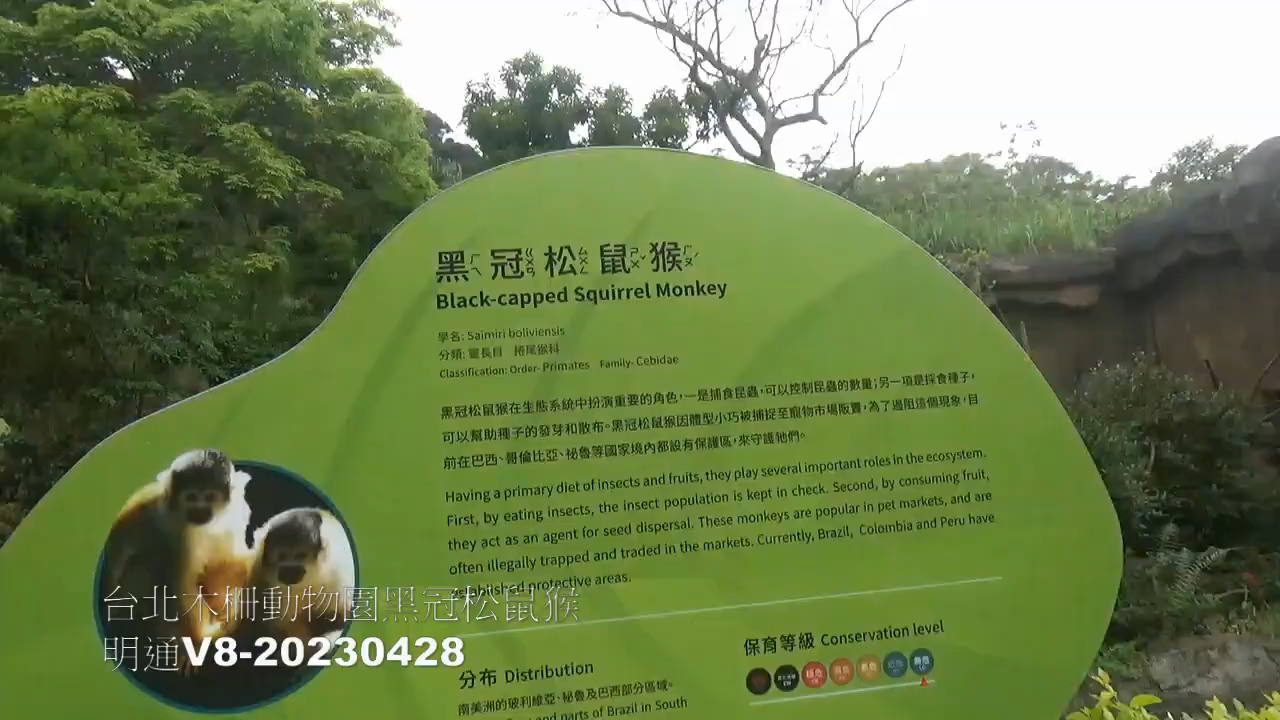 黑冠松鼠猴
Black-capped Squirrel Monkey
學名: Saimiri boliviensis
分類: 靈長目 捲尾猴科
Classification: Order- Primates Family- Cebidae
黑冠松鼠猴在生態系統中扮演重要的角色,一是捕食昆蟲,可以控制昆蟲的數量;另一項是採食種子,
可以幫助種子的發芽和散布。黑冠松鼠猴因體型小巧被捕捉至寵物市場販賣,為了遏阻這個現象,目
前在巴西、哥倫比亞、祕魯等國家境內都設有保護區,來守護牠們。
Having a primary diet of insects and fruits, they play several important roles in the ecosystem.
First, by eating insects, the insect population is kept in check. Second, by consuming fruit,
they act as an agent for seed dispersal. These monkeys are popular in pet markets, and are
often illegally trapped and traded in the markets. Currently, Brazil, Colombia and Peru have
established protective areas.
台北木柵動物園黑冠松鼠猴
明通V8-20230428
分布 Distribution
南美洲的玻利維亞、祕魯及巴西部分區域。
and parts of Brazil in South
保育等級 Conservation level